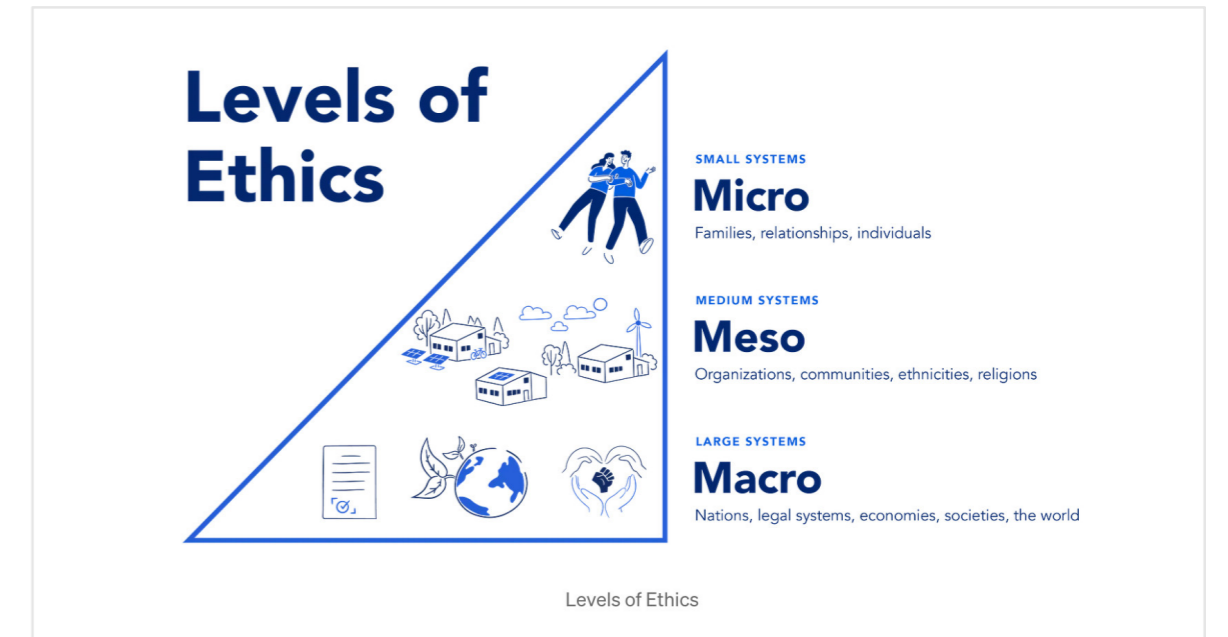 Levels of
Ethics
SMALL SYSTEMS
Micro
Families, relationships, individuals
MEDIUM SYSTEMS
Meso
Organizations, communities, ethnicities, religions
LARGE SYSTEMS
Macro
Nations, legal systems, economies, societies, the world
Levels of Ethics